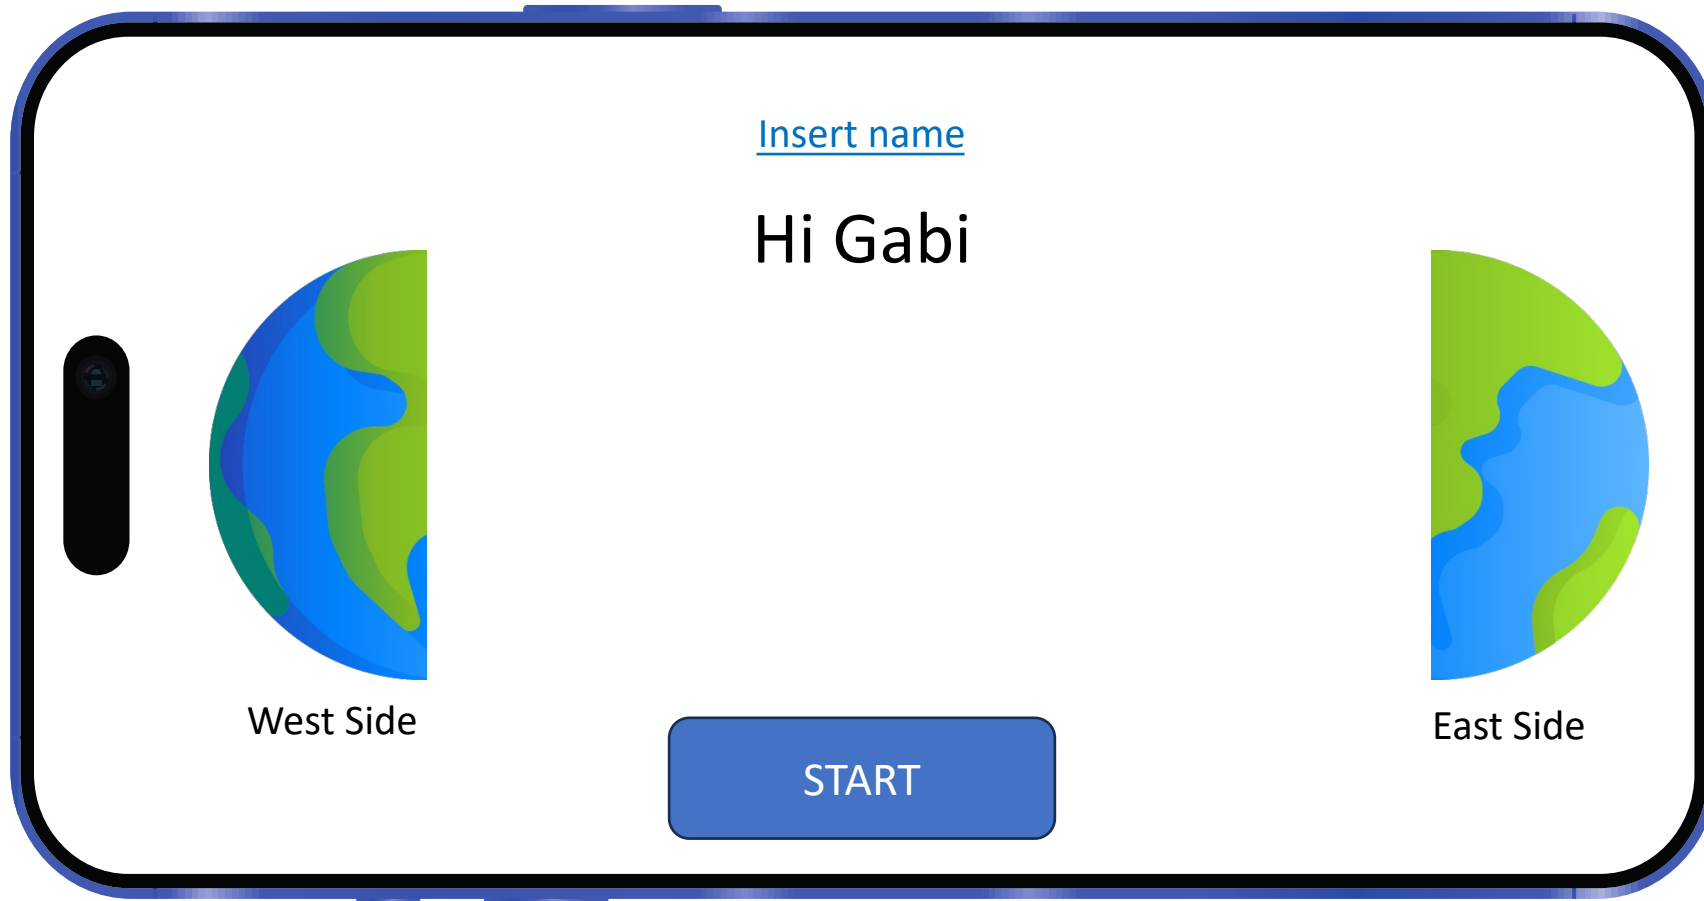 Insert name
Hi Gabi
West Side
East Side
START